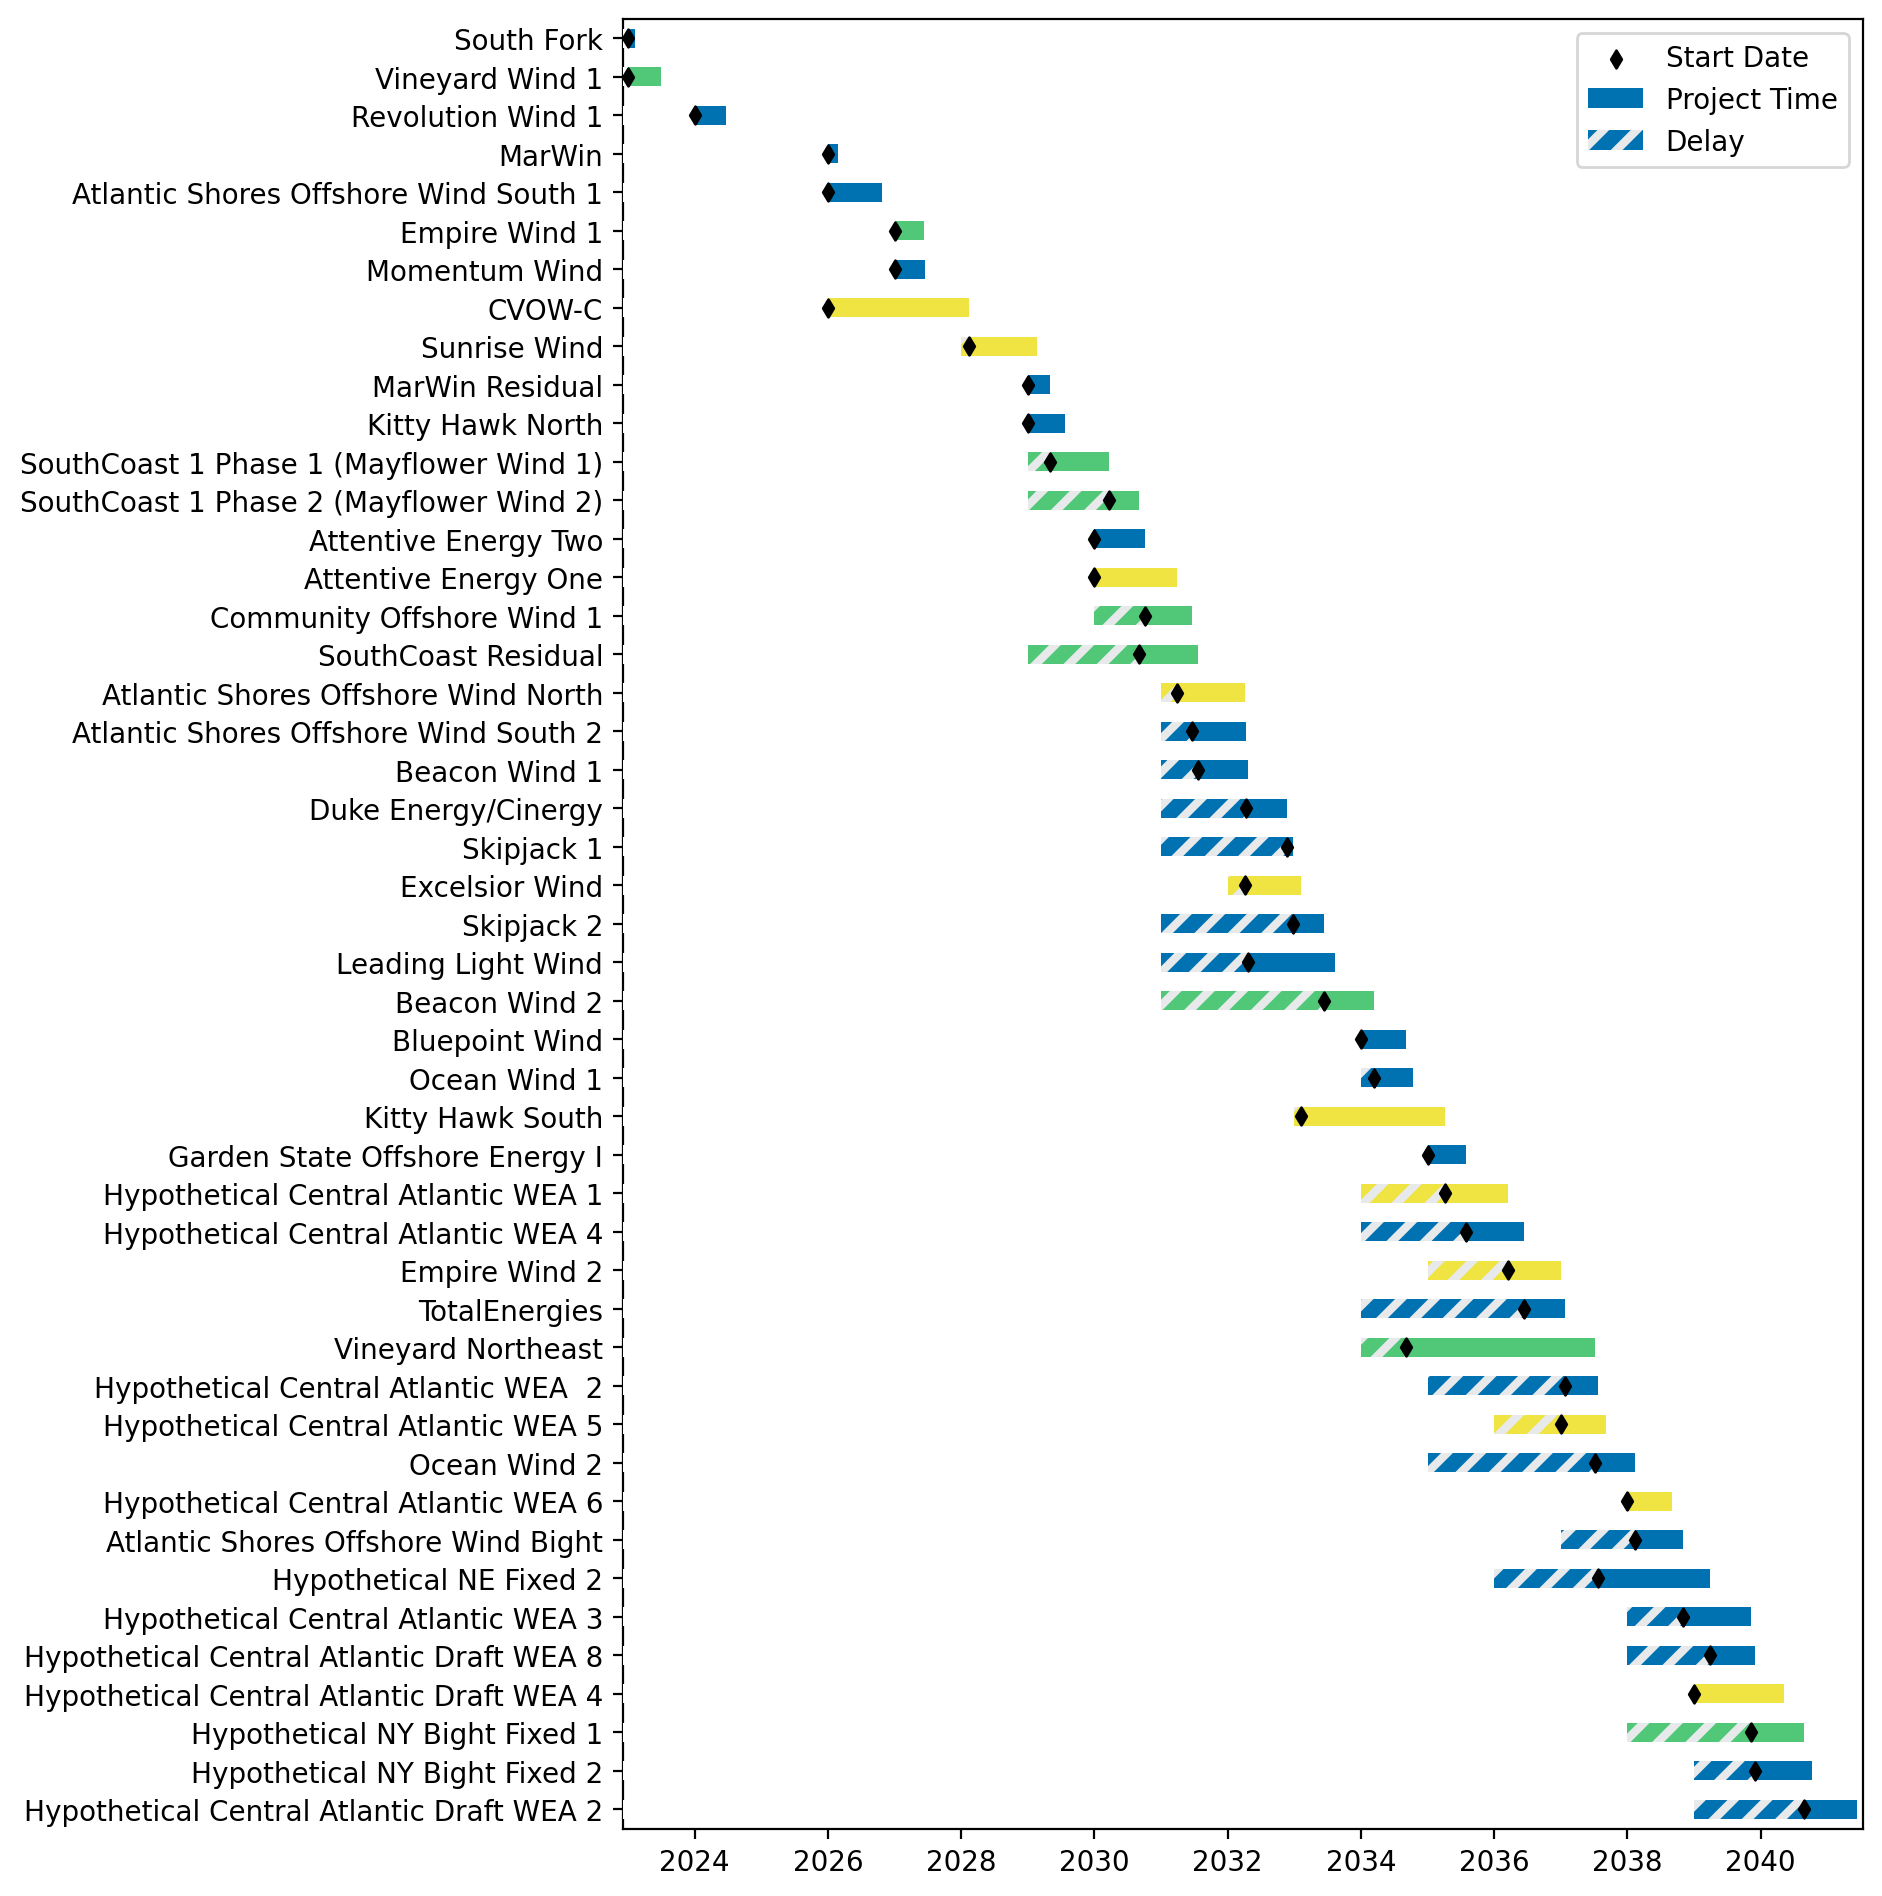 South Fork
Vineyard Wind 1
Revolution Wind 1
MarWin
Atlantic Shores Offshore Wind South 1
Empire Wind 1
Momentum Wind
CVOW-C
Sunrise Wind
MarWin Residual
Kitty Hawk North
SouthCoast 1 Phase 1 (Mayflower Wind 1)
SouthCoast 1 Phase 2 (Mayflower Wind 2)
Attentive Energy Two
Attentive Energy One
Community Offshore Wind 1
SouthCoast Residual
Atlantic Shores Offshore Wind North
Atlantic Shores Offshore Wind South 2
Beacon Wind 1
Duke Energy/Cinergy
Skipjack 1
Excelsior Wind
Skipjack 2
Leading Light Wind
Beacon Wind 2
Bluepoint Wind
Ocean Wind 1
Kitty Hawk South
Garden State Offshore Energy I
Hypothetical Central Atlantic WEA 1
Hypothetical Central Atlantic WEA 4
Empire Wind 2
TotalEnergies
Vineyard Northeast
Hypothetical Central Atlantic WEA  2
Hypothetical Central Atlantic WEA 5
Ocean Wind 2
Hypothetical Central Atlantic WEA 6
Atlantic Shores Offshore Wind Bight
Hypothetical NE Fixed 2
Hypothetical Central Atlantic WEA 3
Hypothetical Central Atlantic Draft WEA 8
Hypothetical Central Atlantic Draft WEA 4
Hypothetical NY Bight Fixed 1
Hypothetical NY Bight Fixed 2
Hypothetical Central Atlantic Draft WEA 2
2024 2026 2028 2030 2032 2034 2036 2038 2040
Start Date
Project Time
Delay